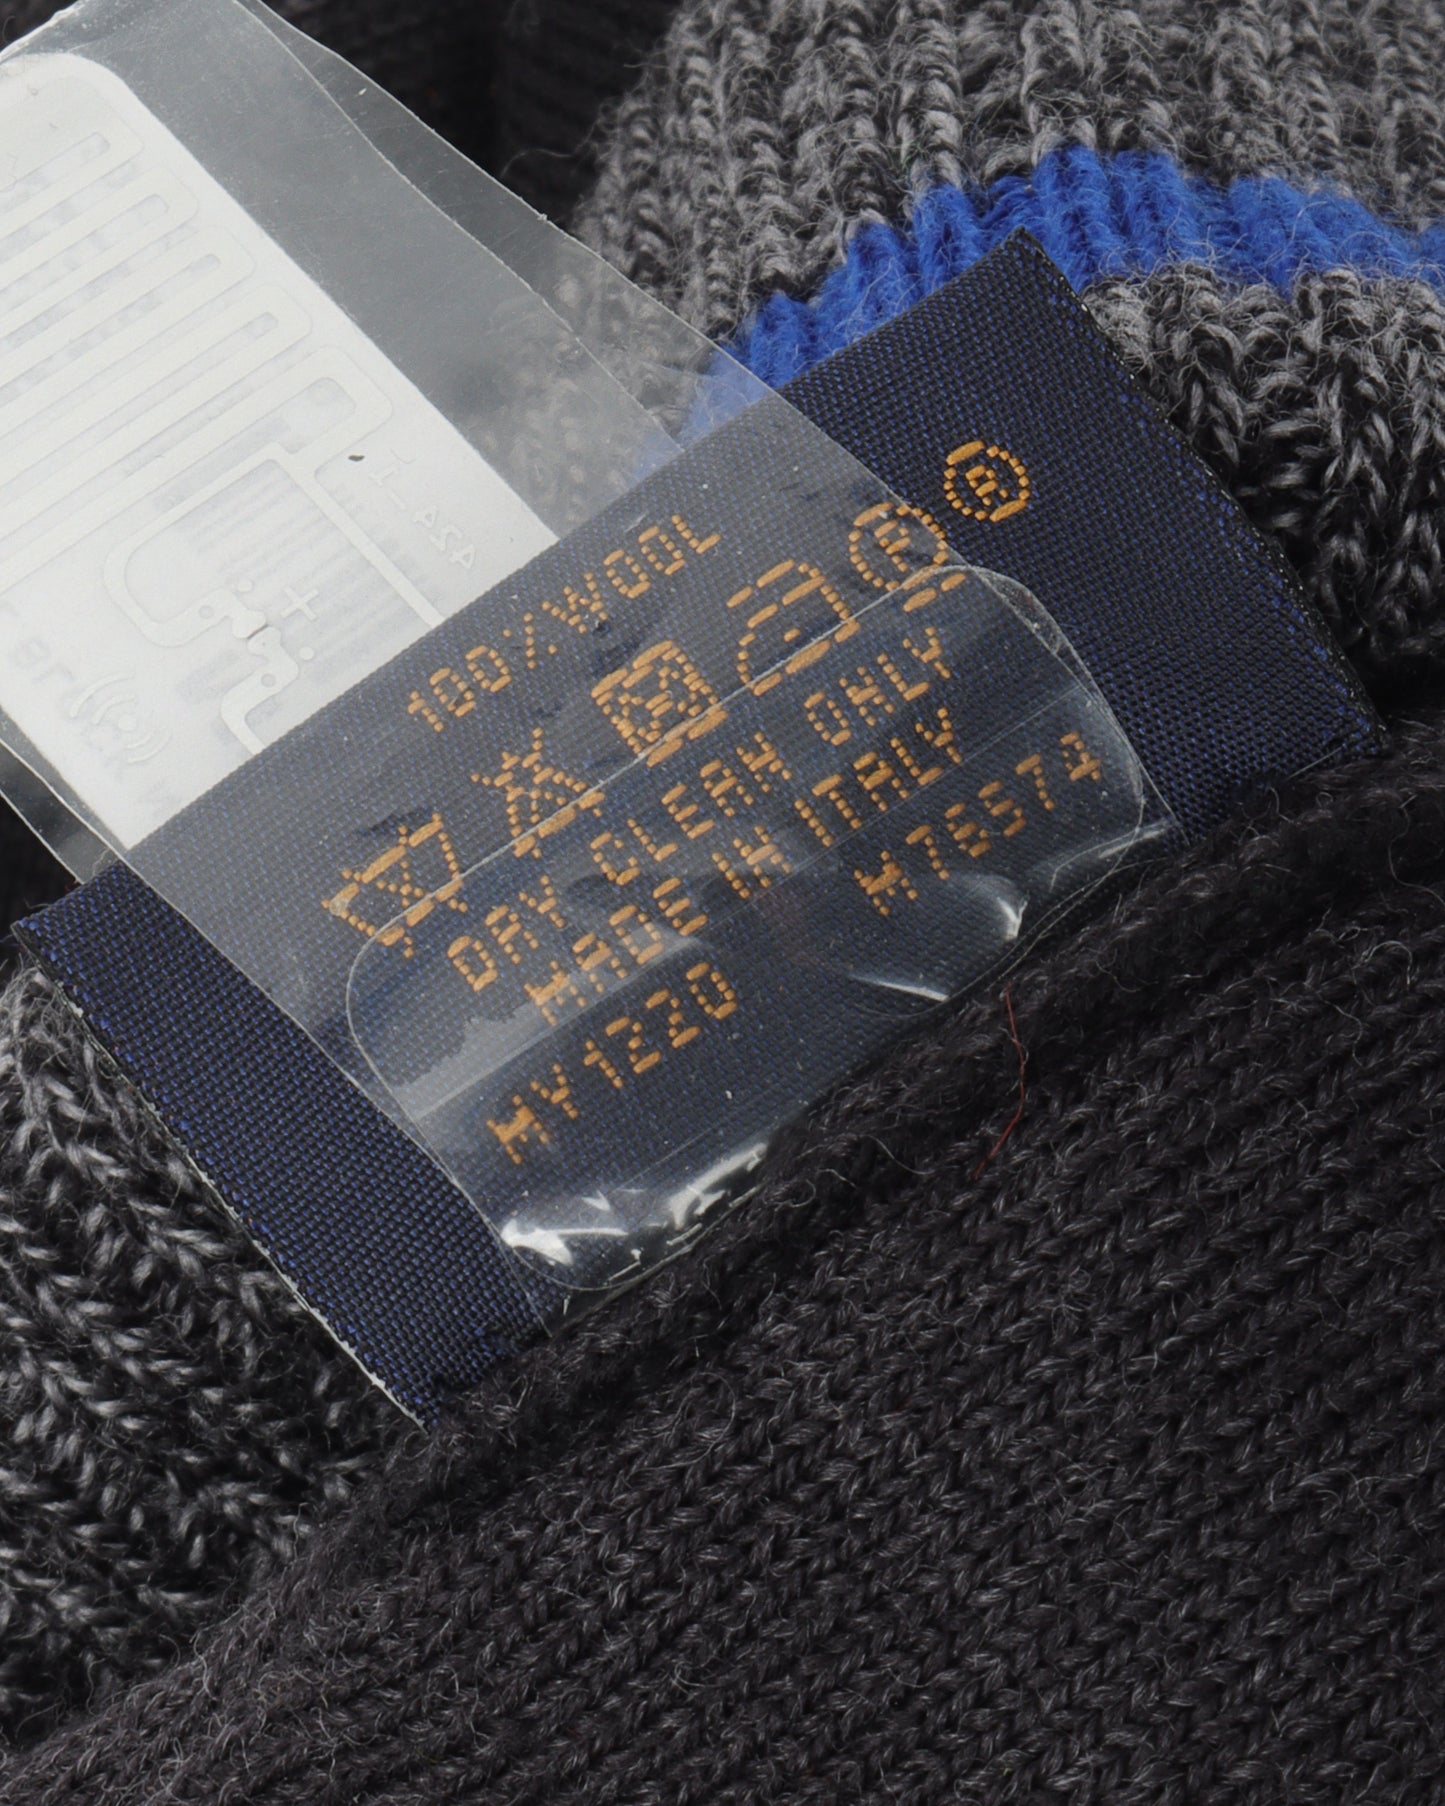 100%WOOL
DRY CLEAN ONLY
MADE IN ITALY
MY1220 M76574